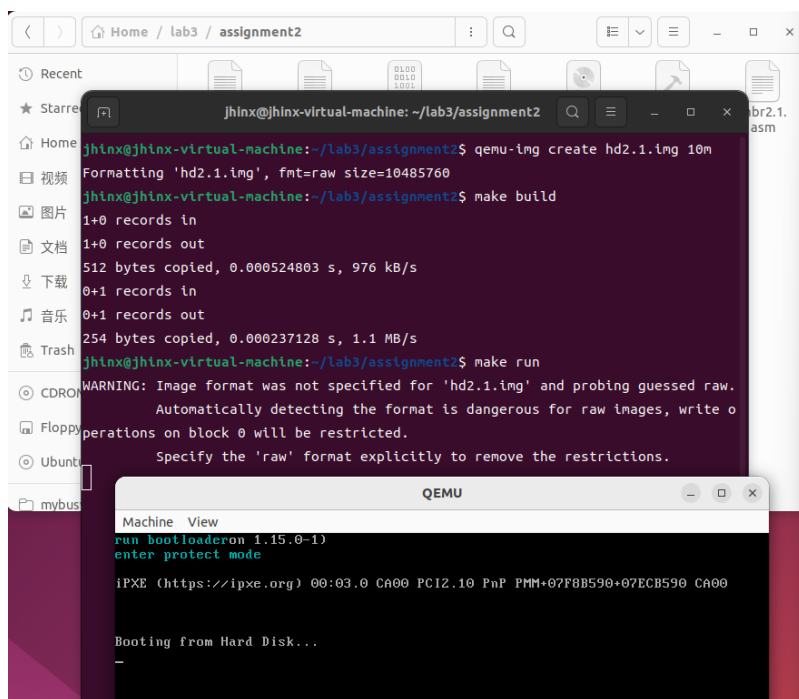 Home / lab3 / assignment2
Recent
Starre
Home
视频
图片
文档
下载
音乐
Trash
CDRO
Floppy
Ubunt
mybus
0100
0010
1001
br2.1.
asm
jhinx@jhinx-virtual-machine: ~/lab3/assignment2
jhinx@jhinx-virtual-machine:~/lab3/assignment2$ qemu-img create hd2.1.img 10m
Formatting 'hd2.1.img', fmt=raw size=10485760
jhinx@jhinx-virtual-machine:~/lab3/assignment2$ make build
1+0 records in
1+0 records out
512 bytes copied, 0.000524803 s, 976 kB/s
0+1 records in
0+1 records out
254 bytes copied, 0.000237128 s, 1.1 MB/s
jhinx@jhinx-virtual-machine:~/lab3/assignment2$ make run
WARNING: Image format was not specified for 'hd2.1.img' and probing guessed raw.
Automatically detecting the format is dangerous for raw images, write o
perations on block 0 will be restricted.
Specify the 'raw' format explicitly to remove the restrictions.
QEMU
Machine View
run bootloaderon 1.15.0-1)
enter protect mode
iPXE (https://ipxe.org) 00:03.0 CA00 PCI2.10 PnP PMM+07F8B590+07ECB590 CA00
Booting from Hard Disk...